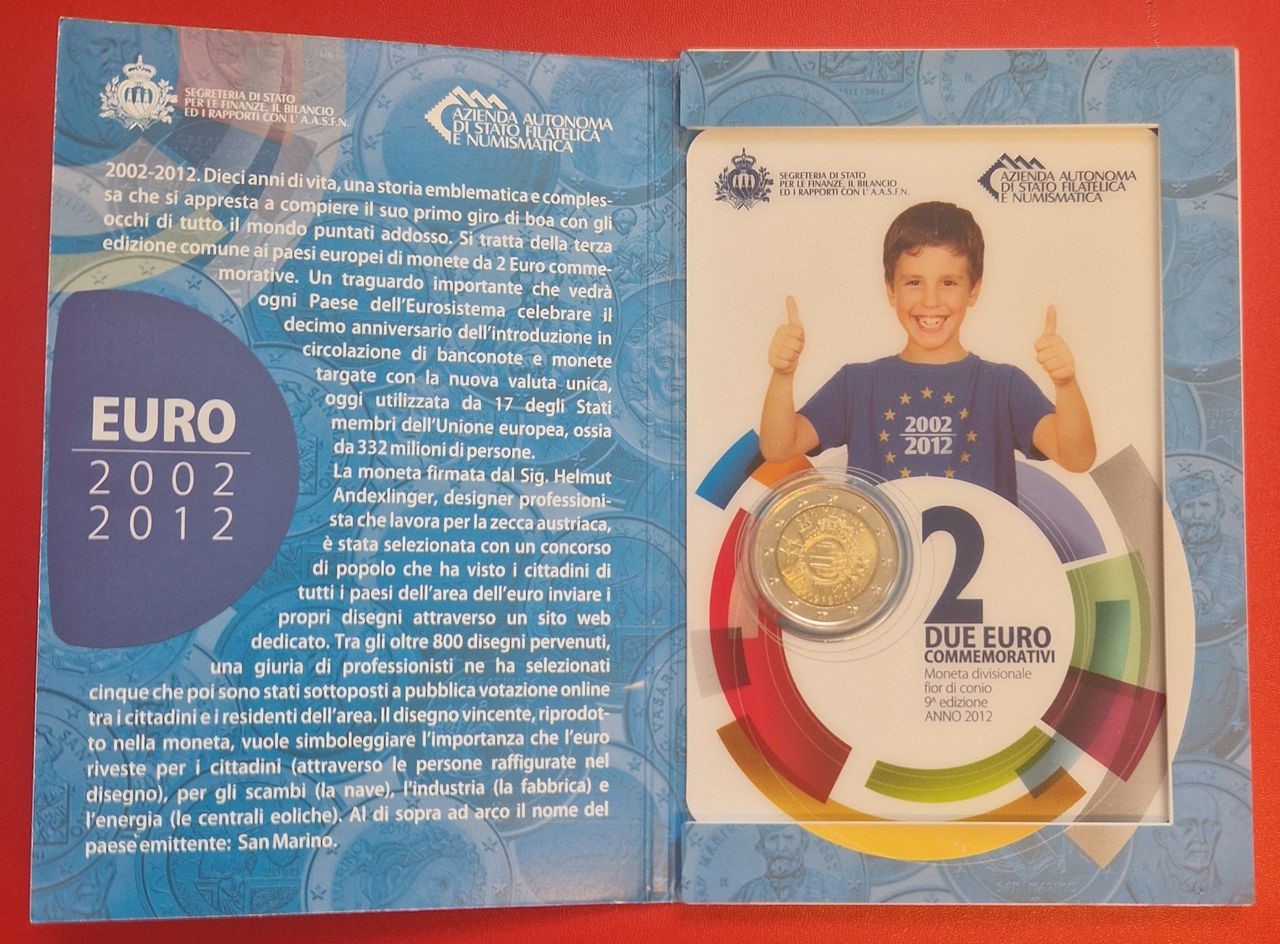 SEGRETERIA DI STATO
PER LE FINANZE, IL BILANCIO
ED I RAPPORTI CON L'A.A.S.F.N.
AZIENDA AUTONOMA
DI STATO FILATELICA
E NUMISMATICA
2002-2012. Dieci anni di vita, una storia emblematica e comples-
sa che si appresta a compiere il suo primo giro di boa con gli
occhi di tutto il mondo puntati addosso. Si tratta della terza
edizione comune ai paesi europei di monete da 2 Euro comme-
morative. Un traguardo importante che vedrà
ogni Paese dell'Eurosistema celebrare il
decimo anniversario dell'introduzione in
circolazione di banconote e monete
targate con la nuova valuta unica,
oggi utilizzata da 17 degli Stati
membri dell'Unione europea, ossia
da 332 milioni di persone.
La moneta firmata dal Sig. Helmut
Andexlinger, designer professioni-
sta che lavora per la zecca austriaca,
è stata selezionata con un concorso
di popolo che ha visto i cittadini di
tutti i paesi dell'area dell'euro inviare i
propri disegni attraverso un sito web
dedicato. Tra gli oltre 800 disegni pervenuti,
una giuria di professionisti ne ha selezionati
cinque che poi sono stati sottoposti a pubblica votazione online
tra i cittadini e i residenti dell'area. Il disegno vincente, riprodot-
to nella moneta, vuole simboleggiare l'importanza che l'euro
riveste per i cittadini (attraverso le persone raffigurate nel
disegno), per gli scambi (la nave), l'industria (la fabbrica) e
l'energia (le centrali eoliche). Al di sopra ad arco il nome del
paese emittente: San Marino.
EURO
2002
2012
SEGRETERIA DI STATO
PER LE FINANZE, IL BILANCIO
ED I RAPPORTI CON L'A.A.S.F.N.
AZIENDA AUTONOMA
DI STATO FILATELICA
E NUMISMATICA
2002
2012
2
DUE EURO
COMMEMORATIVI
Moneta divisionale
fior di conio
9ª edizione
ANNO 2012
SAN MARINO